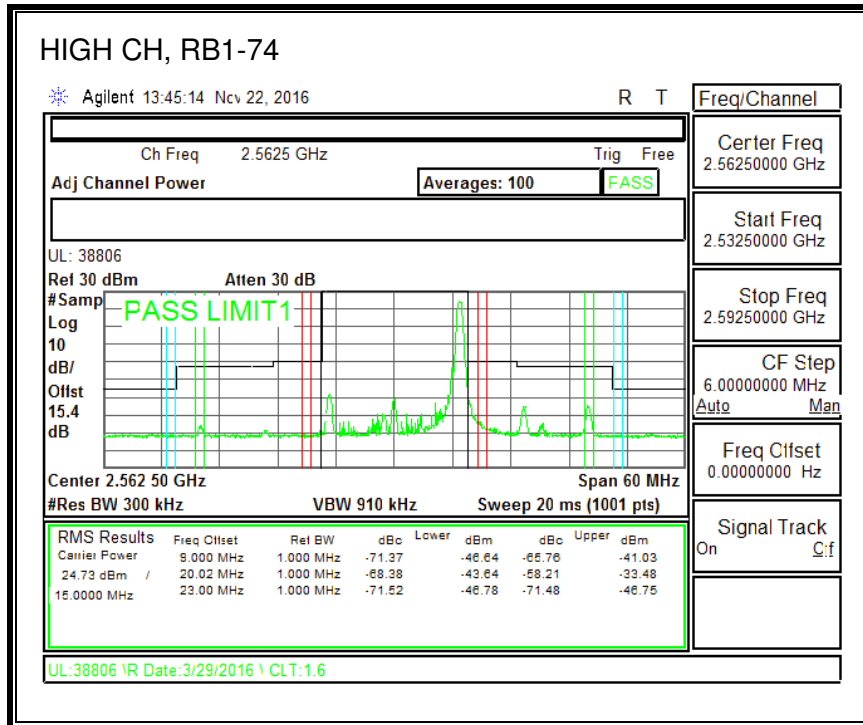 HIGH CH, RB1-74
Agilent 13:45:14 Nov 22, 2016 R T
Freq/Channel
Ch Freq 2.5625 GHz Trig Free
Adj Channel Power Averages: 100 PASS
UL: 38806
Ref 30 dBm Atten 30 dB
#Samp
Log
10
dB/
Offst
15.4
dB
PASS LIMIT1
Center 2.562 50 GHz Span 60 MHz
#Res BW 300 kHz VBW 910 kHz Sweep 20 ms (1001 pts)
RMS Results Freq Offset Ref BW dBc Lower dBm dBc Upper dBm
Carrier Power 9.000 MHz 1.000 MHz -71.37 -46.64 -65.76 -41.03
24.73 dBm / 20.02 MHz 1.000 MHz -68.38 -43.64 -58.21 -33.48
15.0000 MHz 23.00 MHz 1.000 MHz -71.52 -46.78 -71.48 -46.75
UL:38806 \R Date:3/29/2016 \ CLT:1.6
Center Freq
2.56250000 GHz
Start Freq
2.53250000 GHz
Stop Freq
2.59250000 GHz
CF Step
6.00000000 MHz
Auto Man
Freq Offset
0.00000000 Hz
Signal Track
On Off